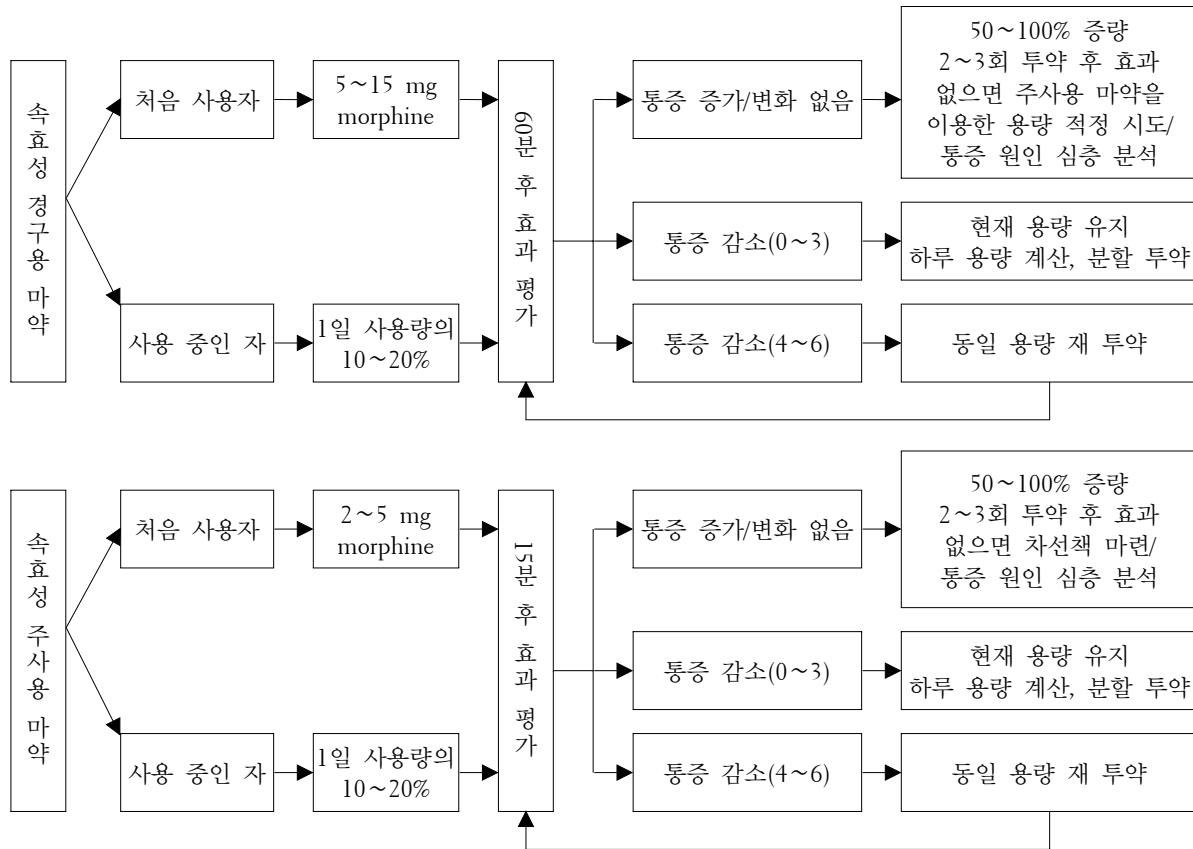 속효성 경구용 마약
처음 사용자
5~15 mg
morphine
사용 중인 자
1일 사용량의
10~20%
60분 후 효과 평가
통증 증가/변화 없음
50~100% 증량
2~3회 투약 후 효과
없으면 주사용 마약을
이용한 용량 적정 시도/
통증 원인 심층 분석
통증 감소(0~3)
현재 용량 유지
하루 용량 계산, 분할 투약
통증 감소(4~6)
동일 용량 재 투약
속효성 주사용 마약
처음 사용자
2~5 mg
morphine
사용 중인 자
1일 사용량의
10~20%
15분 후 효과 평가
통증 증가/변화 없음
50~100% 증량
2~3회 투약 후 효과
없으면 차선책 마련/
통증 원인 심층 분석
통증 감소(0~3)
현재 용량 유지
하루 용량 계산, 분할 투약
통증 감소(4~6)
동일 용량 재 투약